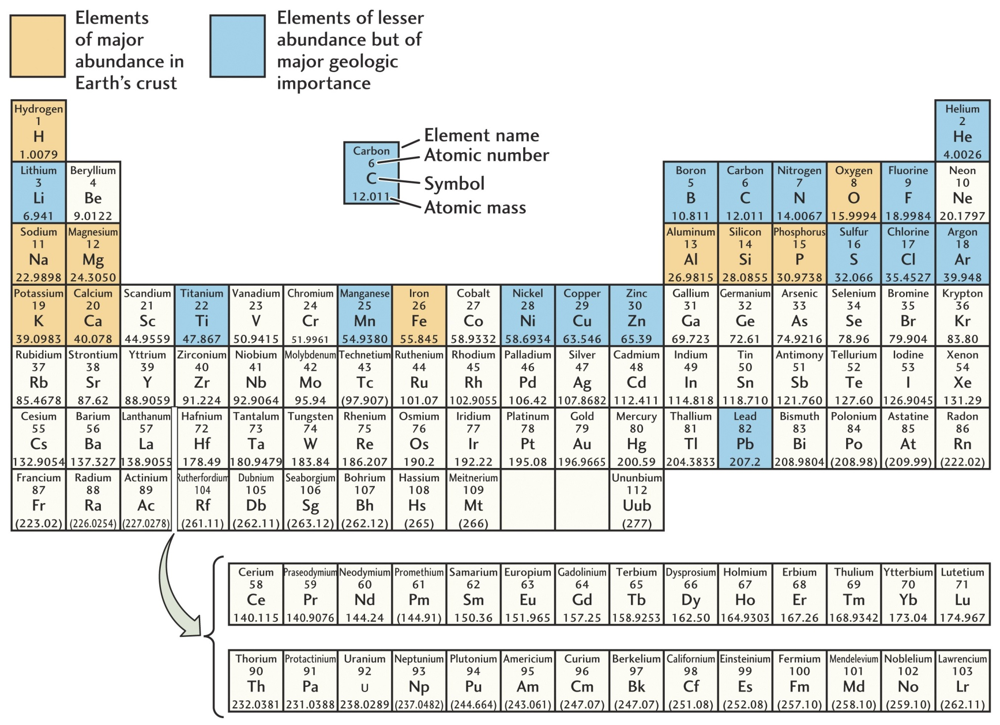 Elements
of major
abundance in
Earth's crust
Elements of lesser
abundance but of
major geologic
importance
Hydrogen
1
H
1.0079
Helium
2
He
4.0026
Carbon
6
C
12.011
Element name
Atomic number
Symbol
Atomic mass
Lithium Beryllium Boron Carbon Nitrogen Oxygen Fluorine Neon
3 4 5 6 7 8 9 10
Li Be B C N O F Ne
6.941 9.0122 10.811 12.011 14.0067 15.9994 18.9984 20.1797
Sodium Magnesium Aluminum Silicon Phosphorus Sulfur Chlorine Argon
11 12 13 14 15 16 17 18
Na Mg Al Si P S Cl Ar
22.9898 24.3050 26.9815 28.0855 30.9738 32.066 35.4527 39.948
Potassium Calcium Scandium Titanium Vanadium Chromium Manganese Iron Cobalt Nickel Copper Zinc Gallium Germanium Arsenic Selenium Bromine Krypton
19 20 21 22 23 24 25 26 27 28 29 30 31 32 33 34 35 36
K Ca Sc Ti V Cr Mn Fe Co Ni Cu Zn Ga Ge As Se Br Kr
39.0983 40.078 44.9559 47.867 50.9415 51.9961 54.9380 55.845 58.9332 58.6934 63.546 65.39 69.723 72.61 74.9216 78.96 79.904 83.80
Rubidium Strontium Yttrium Zirconium Niobium Molybdenum Technetium Ruthenium Rhodium Palladium Silver Cadmium Indium Tin Antimony Tellurium Iodine Xenon
37 38 39 40 41 42 43 44 45 46 47 48 49 50 51 52 53 54
Rb Sr Y Zr Nb Mo Tc Ru Rh Pd Ag Cd In Sn Sb Te I Xe
85.4678 87.62 88.9059 91.224 92.9064 95.94 (97.907) 101.07 102.9055 106.42 107.8682 112.411 114.818 118.710 121.760 127.60 126.9045 131.29
Cesium Barium Lanthanum Hafnium Tantalum Tungsten Rhenium Osmium Iridium Platinum Gold Mercury Thallium Lead Bismuth Polonium Astatine Radon
55 56 57 72 73 74 75 76 77 78 79 80 81 82 83 84 85 86
Cs Ba La Hf Ta W Re Os Ir Pt Au Hg Tl Pb Bi Po At Rn
132.9054 137.327 138.9055 178.49 180.9479 183.84 186.207 190.2 192.22 195.08 196.9665 200.59 204.3833 207.2 208.9804 (208.98) (209.99) (222.02)
Francium Radium Actinium Rutherfordium Dubnium Seaborgium Bohrium Hassium Meitnerium Ununbium
87 88 89 104 105 106 107 108 109 112
Fr Ra Ac Rf Db Sg Bh Hs Mt Uub
(223.02) (226.0254) (227.0278) (261.11) (262.11) (263.12) (262.12) (265) (266) (277)
Cerium Praseodymium Neodymium Promethium Samarium Europium Gadolinium Terbium Dysprosium Holmium Erbium Thulium Ytterbium Lutetium
58 59 60 61 62 63 64 65 66 67 68 69 70 71
Ce Pr Nd Pm Sm Eu Gd Tb Dy Ho Er Tm Yb Lu
140.115 140.9076 144.24 (144.91) 150.36 151.965 157.25 158.9253 162.50 164.9303 167.26 168.9342 173.04 174.967
Thorium Protactinium Uranium Neptunium Plutonium Americium Curium Berkelium Californium Einsteinium Fermium Mendelevium Noblelium Lawrencium
90 91 92 93 94 95 96 97 98 99 100 101 102 103
Th Pa U Np Pu Am Cm Bk Cf Es Fm Md No Lr
232.0381 231.0388 238.0289 (237.0482) (244.664) (243.061) (247.07) (247.07) (251.08) (252.08) (257.10) (258.10) (259.10) (262.11)